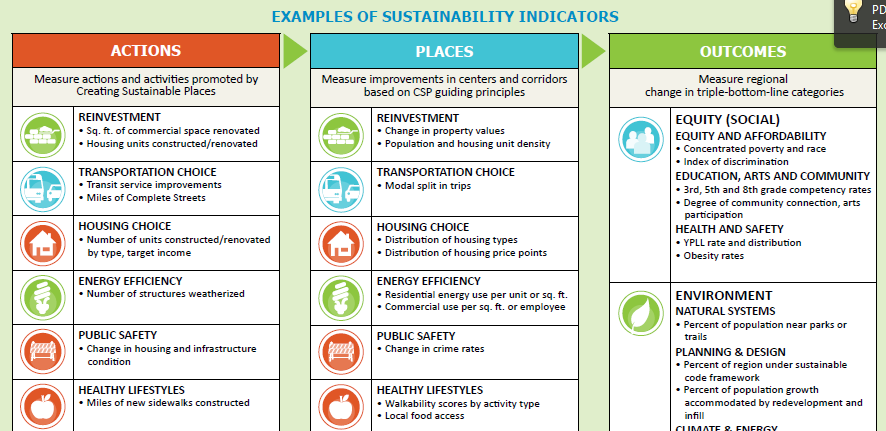 EXAMPLES OF SUSTAINABILITY INDICATORS
PD
Exc
ACTIONS
Measure actions and activities promoted by
Creating Sustainable Places
REINVESTMENT
• Sq. ft. of commercial space renovated
• Housing units constructed/renovated
TRANSPORTATION CHOICE
• Transit service improvements
• Miles of Complete Streets
HOUSING CHOICE
• Number of units constructed/renovated
by type, target income
ENERGY EFFICIENCY
• Number of structures weatherized
PUBLIC SAFETY
• Change in housing and infrastructure
condition
HEALTHY LIFESTYLES
• Miles of new sidewalks constructed
PLACES
Measure improvements in centers and corridors
based on CSP guiding principles
REINVESTMENT
• Change in property values
• Population and housing unit density
TRANSPORTATION CHOICE
• Modal split in trips
HOUSING CHOICE
• Distribution of housing types
• Distribution of housing price points
ENERGY EFFICIENCY
• Residential energy use per unit or sq. ft.
• Commercial use per sq. ft. or employee
PUBLIC SAFETY
• Change in crime rates
HEALTHY LIFESTYLES
• Walkability scores by activity type
• Local food access
OUTCOMES
Measure regional
change in triple-bottom-line categories
EQUITY (SOCIAL)
EQUITY AND AFFORDABILITY
• Concentrated poverty and race
• Index of discrimination
EDUCATION, ARTS AND COMMUNITY
• 3rd, 5th and 8th grade competency rates
• Degree of community connection, arts
participation
HEALTH AND SAFETY
• YPLL rate and distribution
• Obesity rates
ENVIRONMENT
NATURAL SYSTEMS
• Percent of population near parks or
trails
PLANNING & DESIGN
• Percent of region under sustainable
code framework
• Percent of population growth
accommodated by redevelopment and
infill
CLIMATE & ENERGY